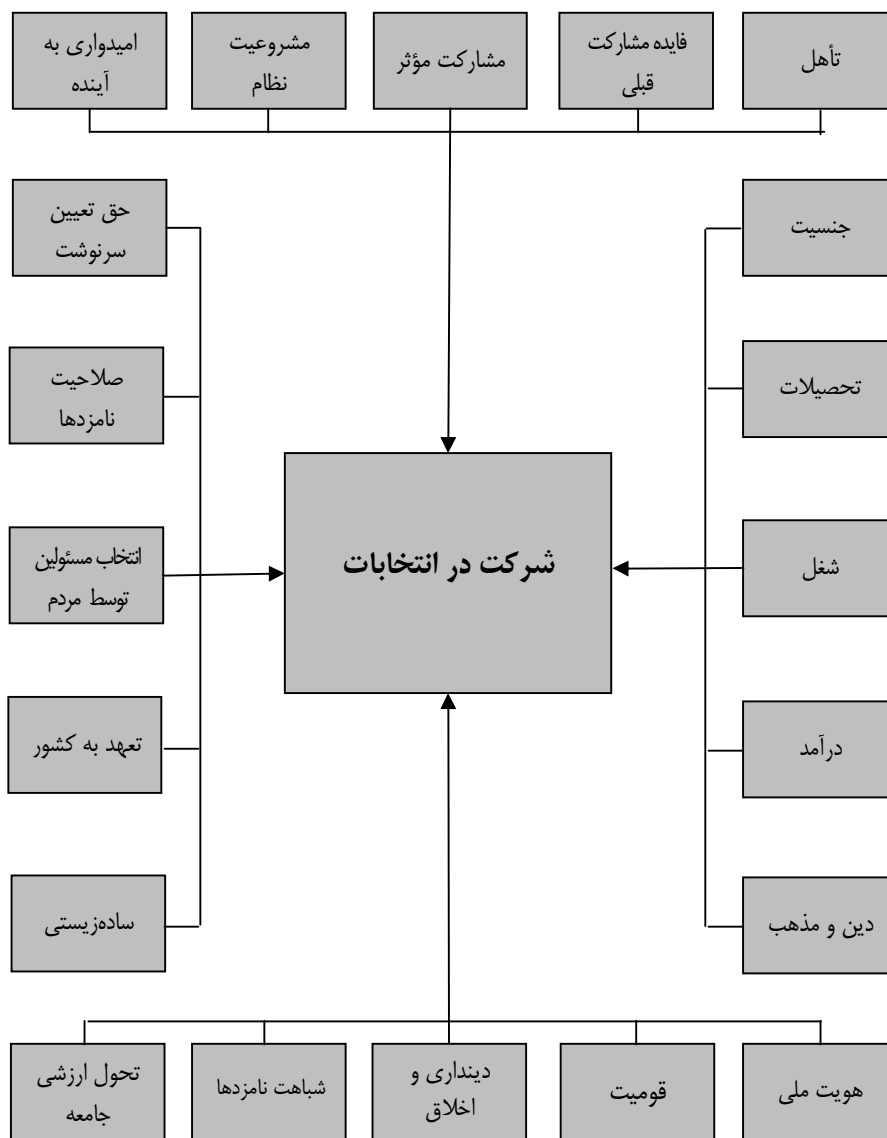 تأهل
فایده مشارکت
قبلی
مشارکت مؤثر
مشروعیت
نظام
امیدواری به
آینده
جنسیت
حق تعیین
سرنوشت
تحصیلات
صلاحیت
نامزدها
شغل
شرکت در انتخابات
انتخاب مسئولین
توسط مردم
درآمد
تعهد به کشور
دین و مذهب
ساده‌زیستی
هویت ملی
قومیت
دینداری و
اخلاق
شباهت نامزدها
تحول ارزشی
جامعه